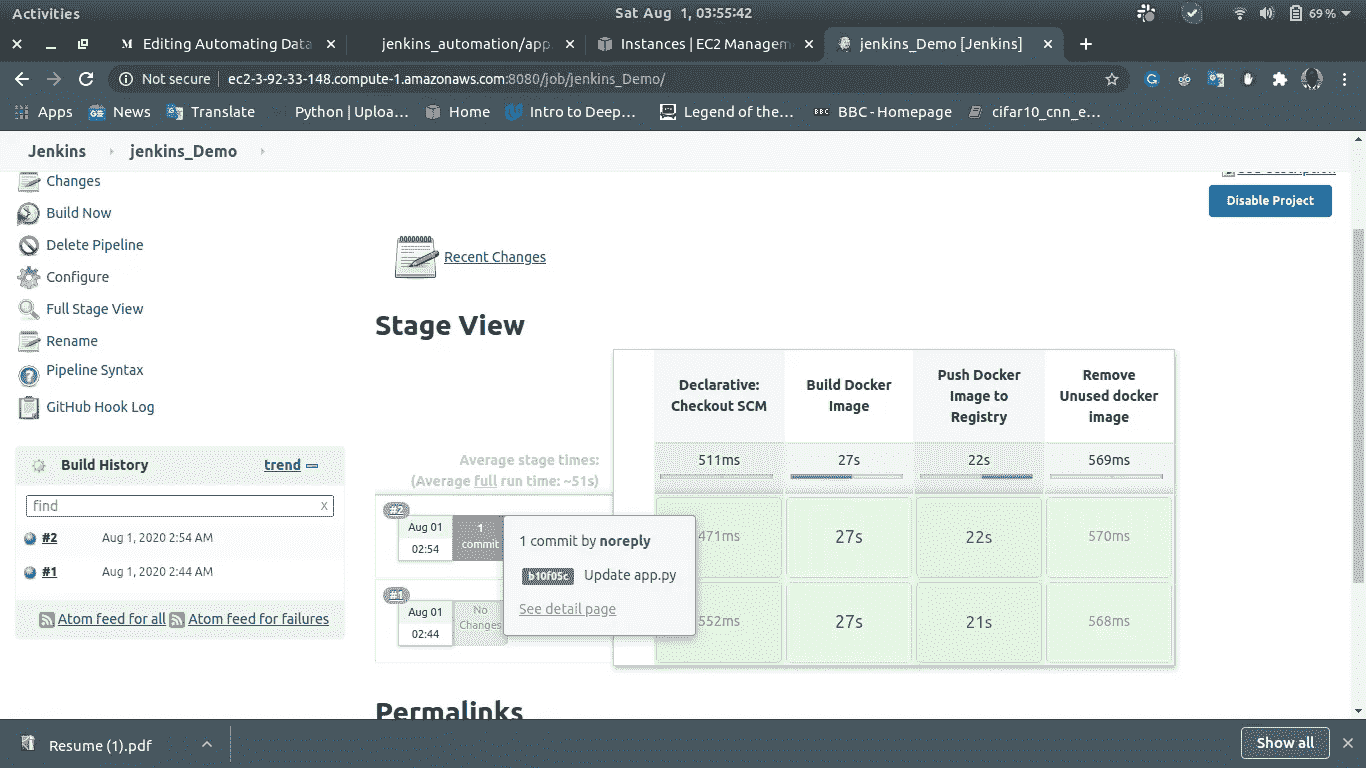 Activities
Sat Aug 1, 03:55:42
69%
Editing Automating Data
jenkins_automation/app.
Instances | EC2 Managem
jenkins_Demo [Jenkins]
Not secure
ec2-3-92-33-148.compute-1.amazonaws.com:8080/job/jenkins_Demo/
Apps
News
Translate
Python | Uploa...
Home
Intro to Deep...
Legend of the...
BBC
BBC - Homepage
cifar10_cnn_e...
Jenkins
jenkins_Demo
Changes
Build Now
Delete Pipeline
Configure
Full Stage View
Rename
Pipeline Syntax
GitHub Hook Log
Disable Project
Recent Changes
Stage View
Declarative:
Checkout SCM
Build Docker
Image
Push Docker
Image to
Registry
Remove
Unused docker
image
Average stage times:
(Average full run time: ~51s)
511ms
27s
22s
569ms
Build History
trend
find
x
#2
Aug 1, 2020 2:54 AM
#1
Aug 1, 2020 2:44 AM
Atom feed for all
Atom feed for failures
#2
Aug 01
02:54
1
commit
1 commit by noreply
b10f05c
Update app.py
See detail page
471ms
27s
22s
570ms
#1
Aug 01
02:44
No
Changes
552ms
27s
21s
568ms
Permalinks
Resume (1).pdf
Show all